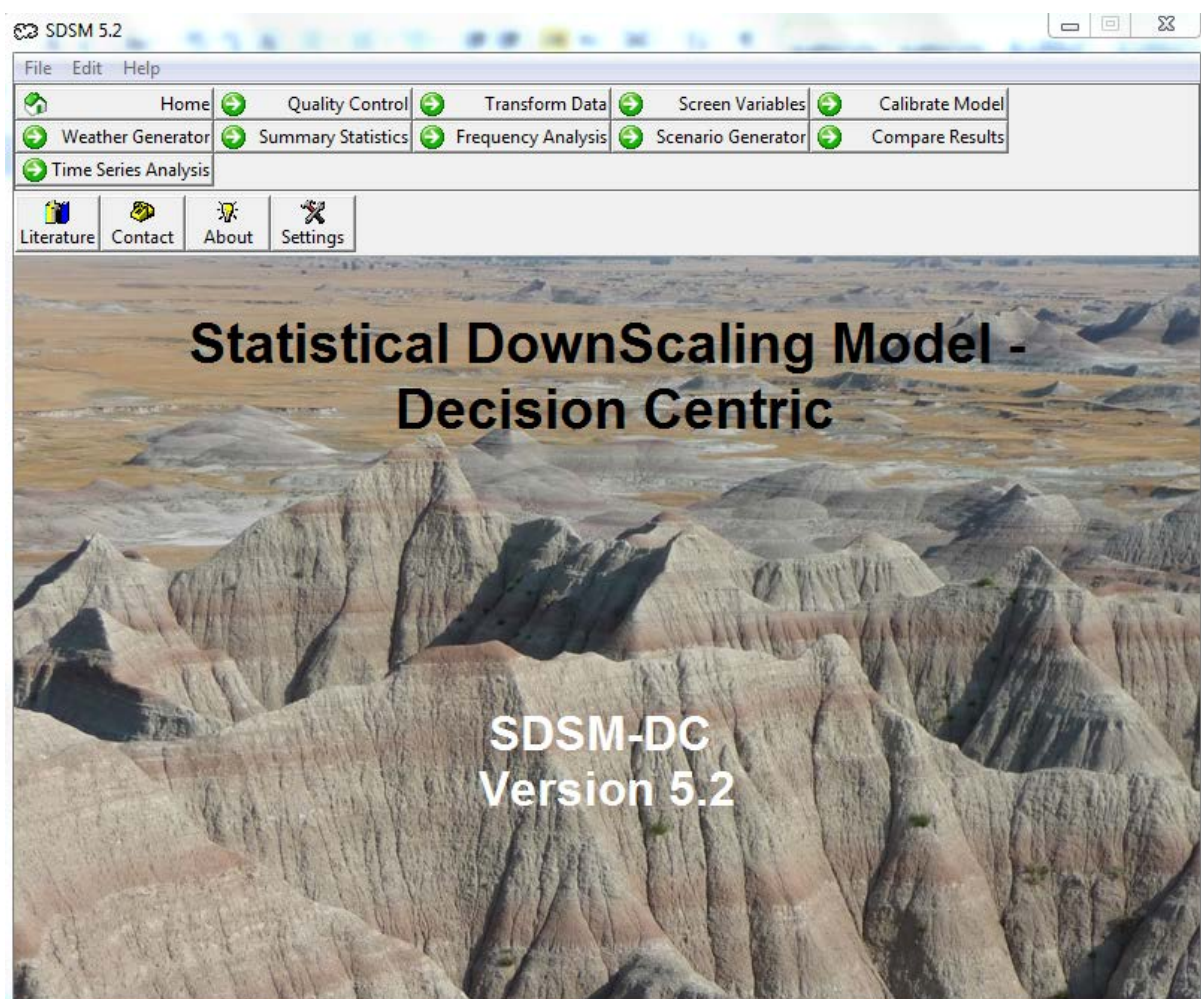 SDSM 5.2
File Edit Help
Home Quality Control Transform Data Screen Variables Calibrate Model
Weather Generator Summary Statistics Frequency Analysis Scenario Generator Compare Results
Time Series Analysis
Literature Contact About Settings
Statistical DownScaling Model -
Decision Centric
SDSM-DC
Version 5.2